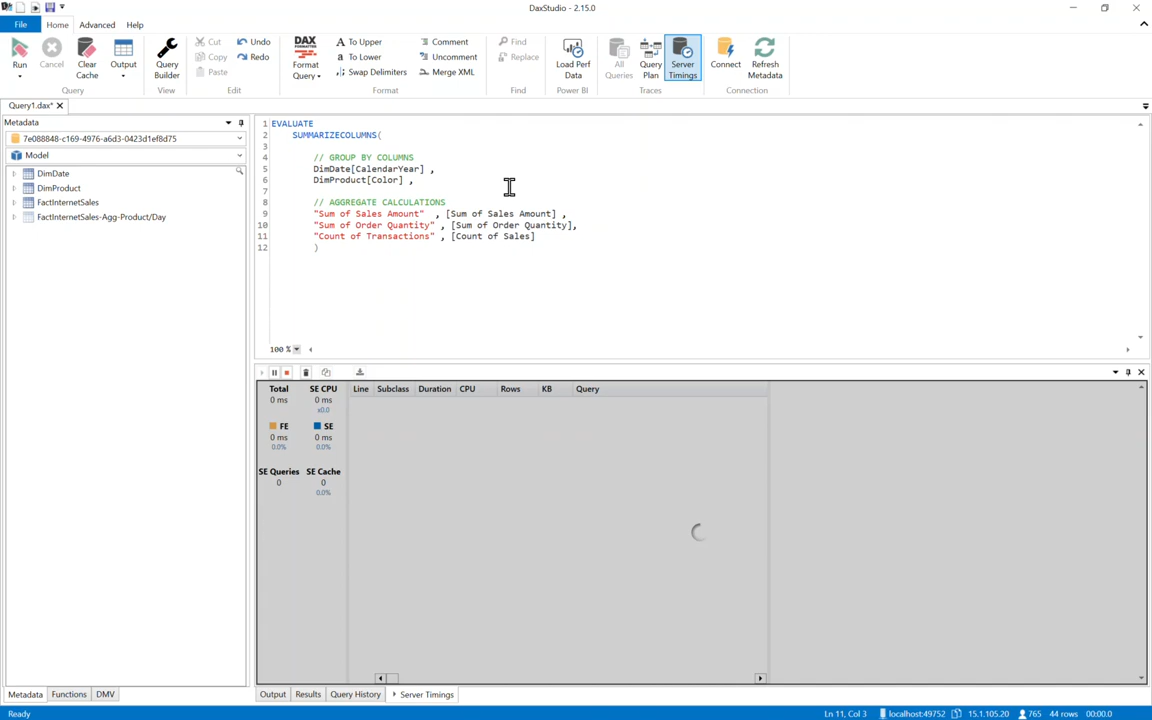 DaxStudio - 2.15.0
File Home Advanced Help
Run Cancel Clear Cache Output
Query
Query Builder
View
Cut Copy Paste Undo Redo
Edit
DAX FORMATTER Format Query
To Upper
To Lower
Swap Delimiters
Comment
Uncomment
Merge XML
Format
Find
Replace
Find
Load Perf Data
Power BI
All Queries Query Plan Server Timings
Traces
Connect Refresh Metadata
Connection
Query1.dax*
Metadata
7e088848-c169-4976-a6d3-0423d1ef8d75
Model
DimDate
DimProduct
FactInternetSales
FactInternetSales-Agg-Product/Day
1 EVALUATE
2 SUMMARIZECOLUMNS(
3
4 // GROUP BY COLUMNS
5 DimDate[CalendarYear] ,
6 DimProduct[Color] ,
7
8 // AGGREGATE CALCULATIONS
9 "Sum of Sales Amount" , [Sum of Sales Amount] ,
10 "Sum of Order Quantity" , [Sum of Order Quantity],
11 "Count of Transactions" , [Count of Sales]
12 )
100 %
Total SE CPU
0 ms 0 ms
x0.0
FE SE
0 ms 0 ms
0.0% 0.0%
SE Queries SE Cache
0 0
0.0%
Line Subclass Duration CPU Rows KB Query
Metadata Functions DMV
Output Results Query History Server Timings
Ready Ln 11, Col 3 localhost:49752 15.1.105.20 765 44 rows 00:00.0